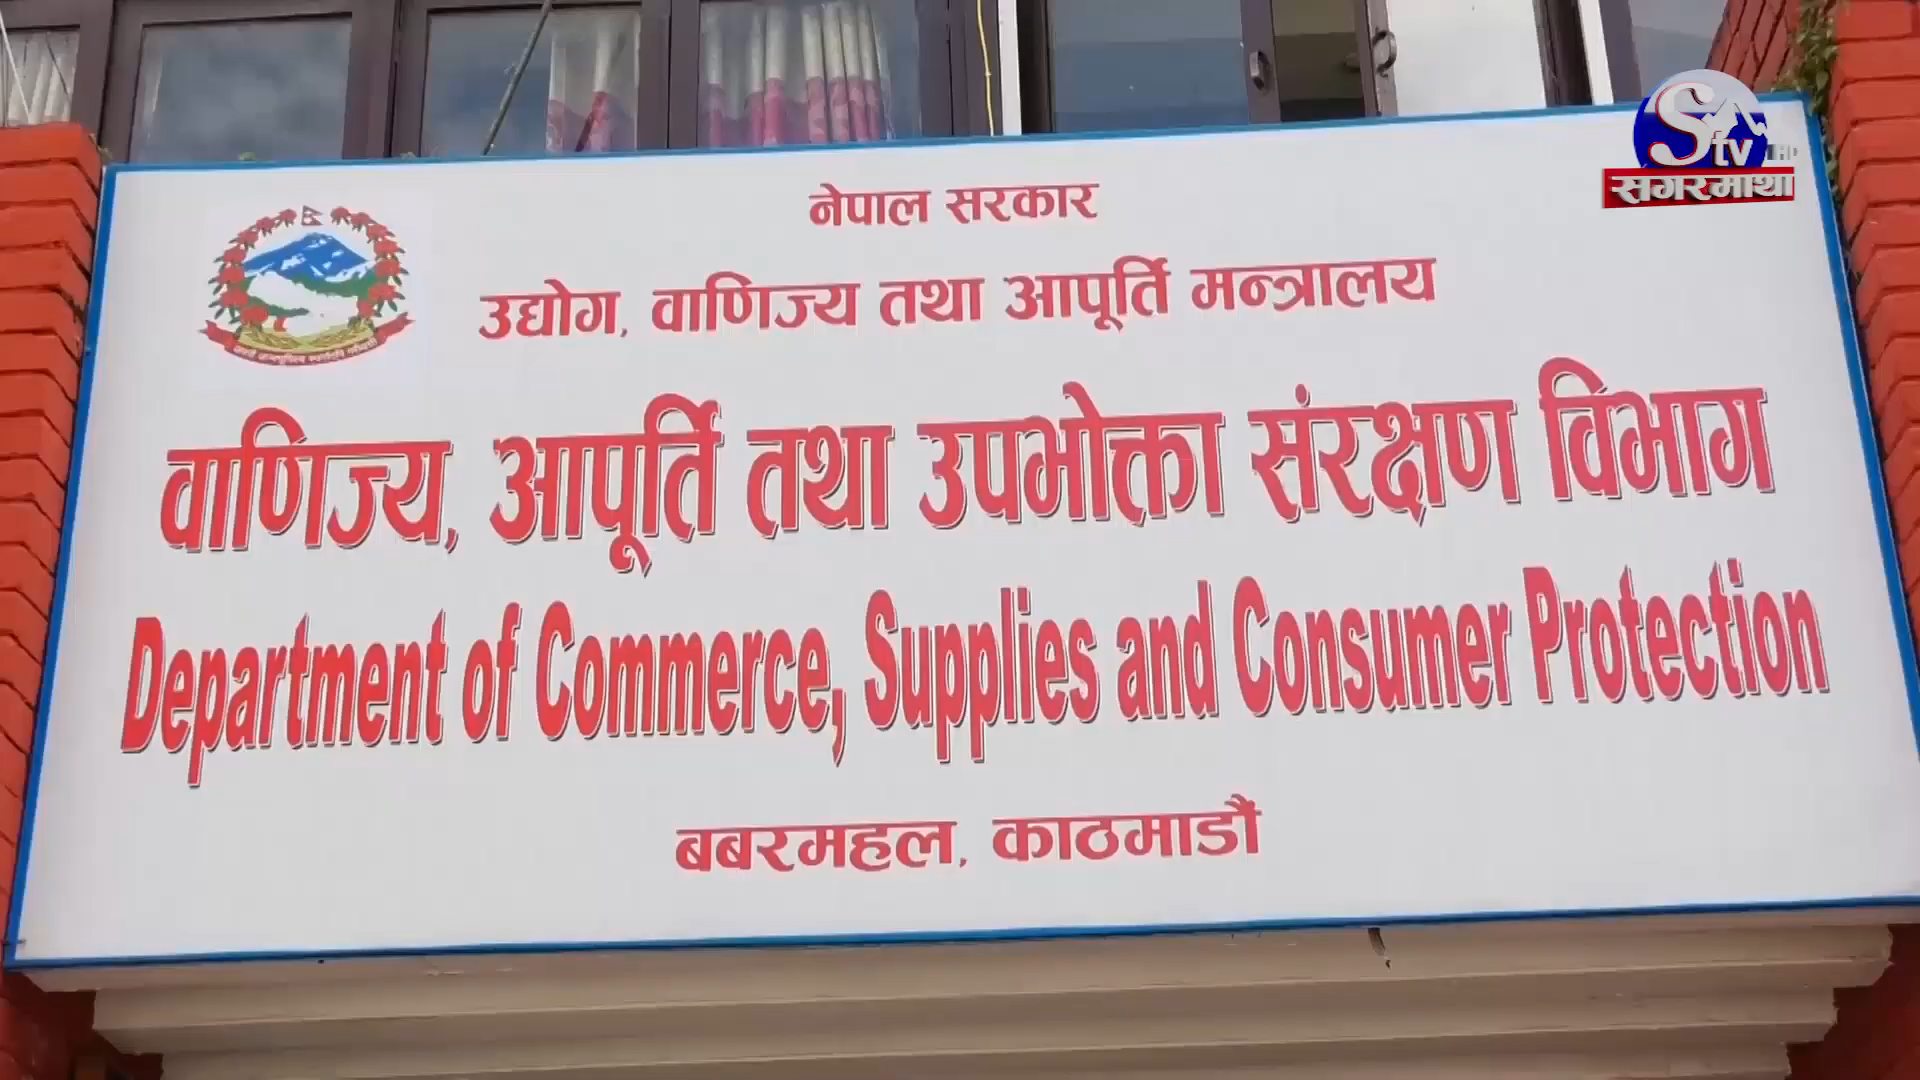 नेपाल सरकार
उद्योग, वाणिज्य तथा आपूर्ति मन्त्रालय
वाणिज्य, आपूर्ति तथा उपभोक्ता संरक्षण विभाग
Department of Commerce, Supplies and Consumer Protection
बबरमहल, काठमाडौं
STV
सगरमाथा